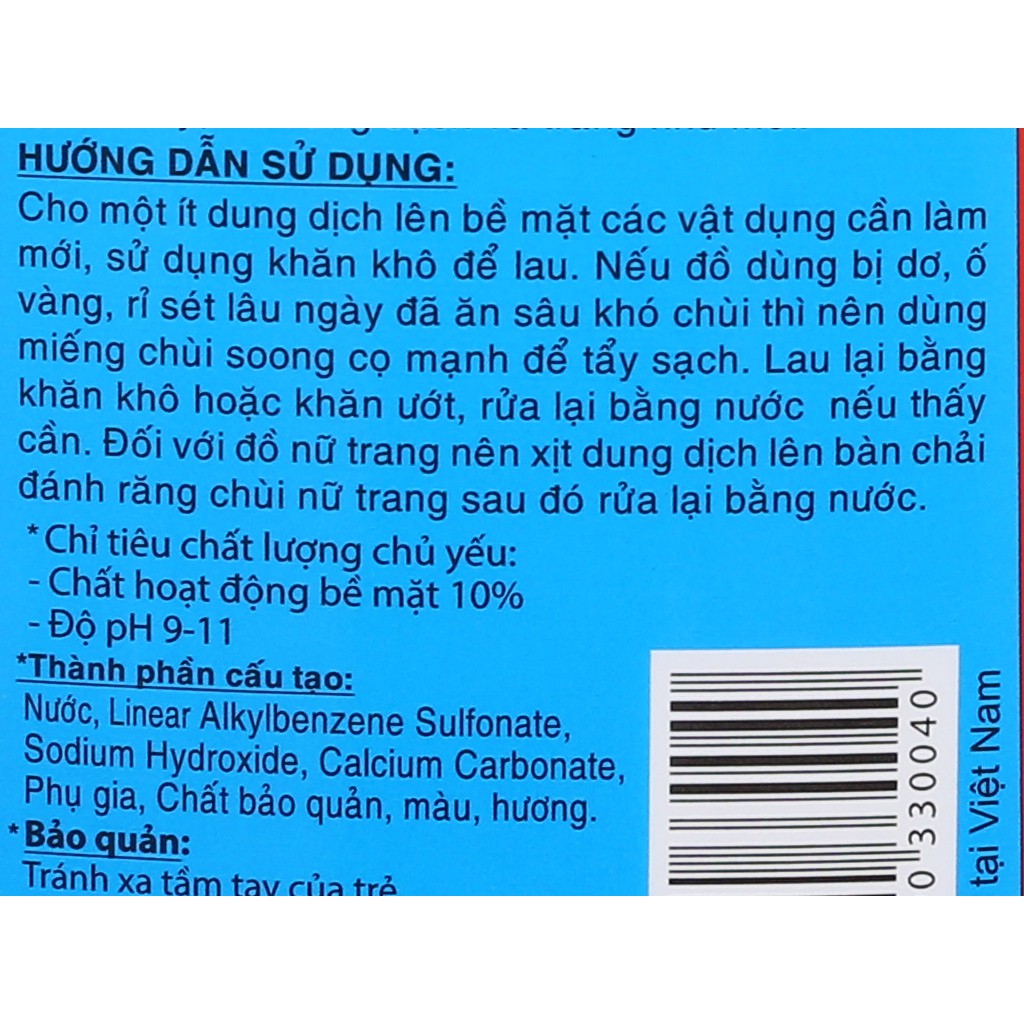 HƯỚNG DẪN SỬ DỤNG:
Cho một ít dung dịch lên bề mặt các vật dụng cần làm
mới, sử dụng khăn khô để lau. Nếu đồ dùng bị dơ, ố
vàng, rỉ sét lâu ngày đã ăn sâu khó chùi thì nên dùng
miếng chùi soong cọ mạnh để tẩy sạch. Lau lại bằng
khăn khô hoặc khăn ướt, rửa lại bằng nước nếu thấy
cần. Đối với đồ nữ trang nên xịt dung dịch lên bàn chải
đánh răng chùi nữ trang sau đó rửa lại bằng nước.
*Chỉ tiêu chất lượng chủ yếu:
- Chất hoạt động bề mặt 10%
- Độ pH 9-11
*Thành phần cấu tạo:
Nước, Linear Alkylbenzene Sulfonate,
Sodium Hydroxide, Calcium Carbonate,
Phụ gia, Chất bảo quản, màu, hương.
*Bảo quản:
Tránh xa tầm tay của trẻ
0 330040
tại Việt Nam